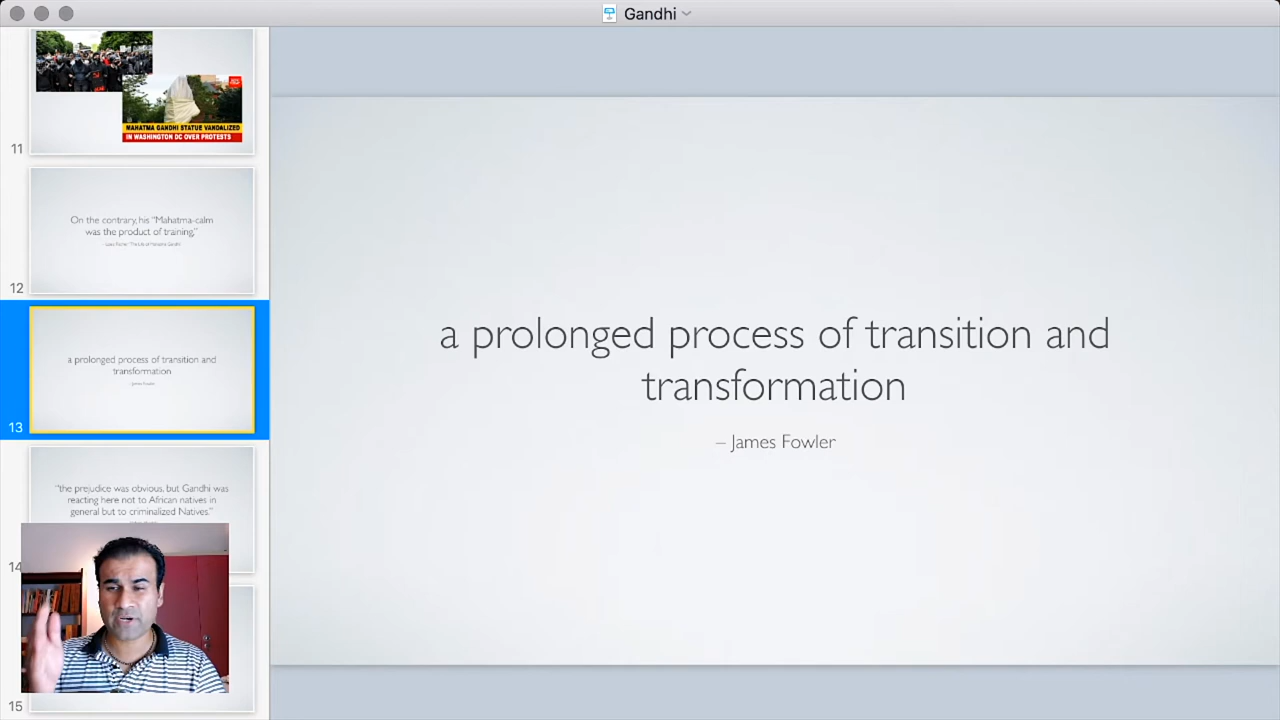 Gandhi
MAHATMA GANDHI STATUE VANDALIZED
IN WASHINGTON DC OVER PROTESTS
11
On the contrary, his "Mahatma-calm
was the product of training."
12
a prolonged process of transition and
transformation
- James Fowler
13
"the prejudice was obvious, but Gandhi was
reacting here not to African natives in
general but to criminalized Natives."
14
15
a prolonged process of transition and
transformation
– James Fowler